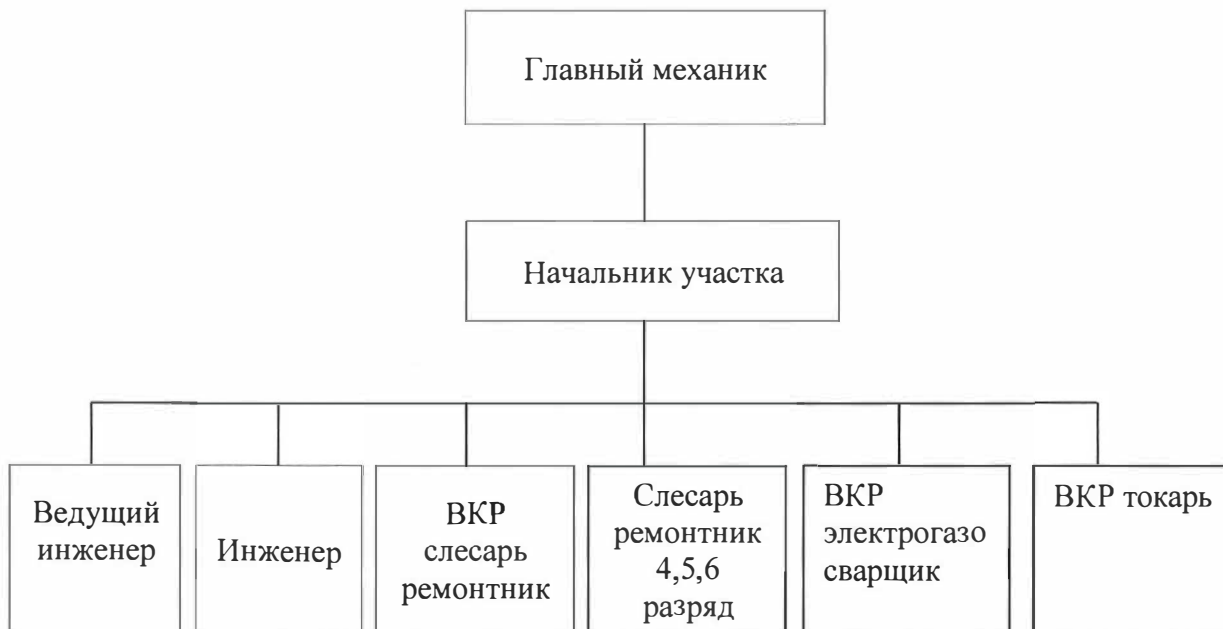 Главный механик
Начальник участка
Ведущий
инженер
Инженер
ВКР
слесарь
ремонтник
Слесарь
ремонтник
4,5,6
разряд
ВКР
электрогазо
сварщик
ВКР токарь